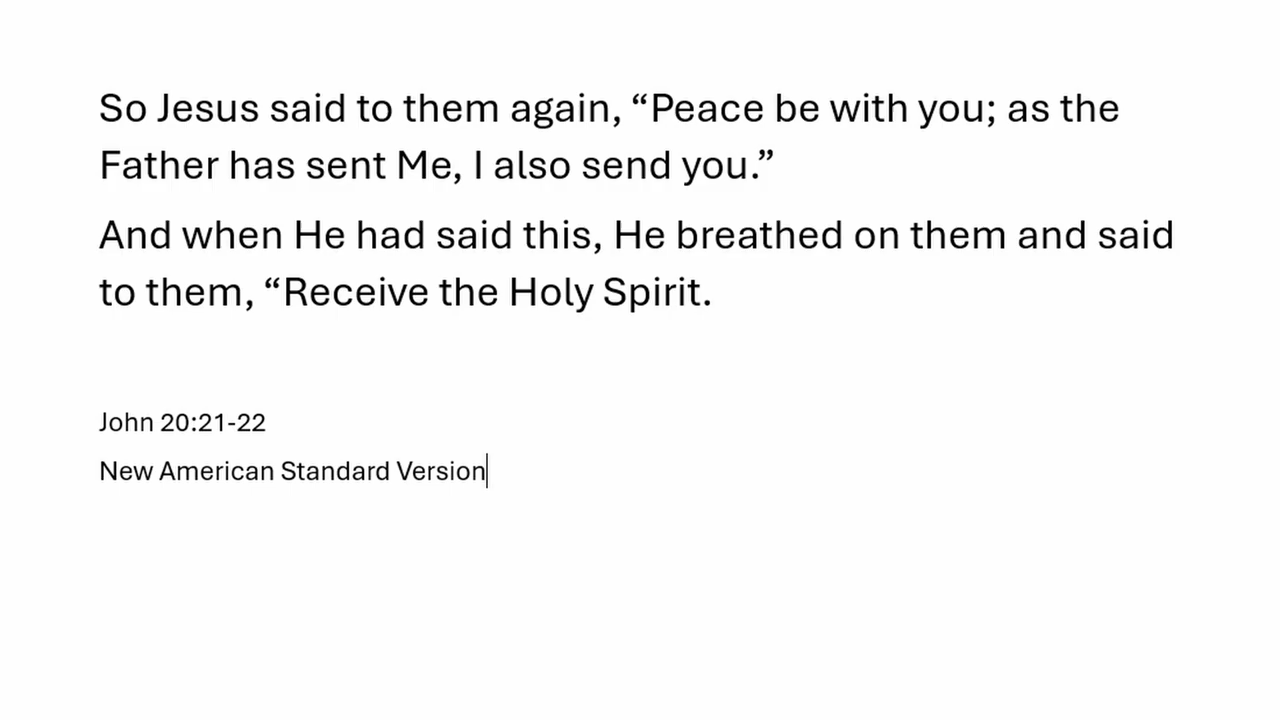 So Jesus said to them again, “Peace be with you; as the
Father has sent Me, I also send you.”
And when He had said this, He breathed on them and said
to them, “Receive the Holy Spirit.
John 20:21-22
New American Standard Version